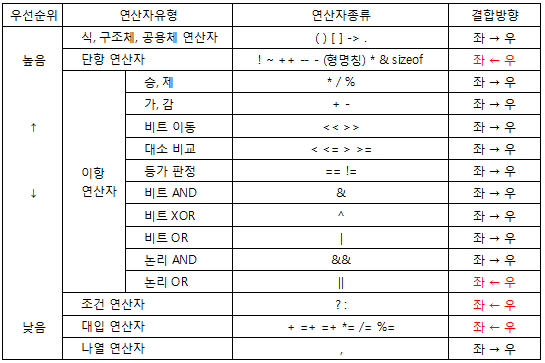 우선순위 연산자유형 연산자종류 결합방향
식, 구조체, 공용체 연산자 ( ) [ ] -> . 좌 → 우
높음 단항 연산자 ! ~ ++ -- - (형명칭) * & sizeof 좌 ← 우
승, 제 * / % 좌 → 우
가, 감 + - 좌 → 우
↑ 비트 이동 << >> 좌 → 우
대소 비교 < <= > >= 좌 → 우
이항 연산자 등가 판정 == != 좌 → 우
↓ 비트 AND & 좌 → 우
비트 XOR ^ 좌 → 우
비트 OR | 좌 → 우
논리 AND && 좌 → 우
논리 OR || 좌 ← 우
조건 연산자 ? : 좌 ← 우
낮음 대입 연산자 + =+ =+ *= /= %= 좌 ← 우
나열 연산자 , 좌 → 우